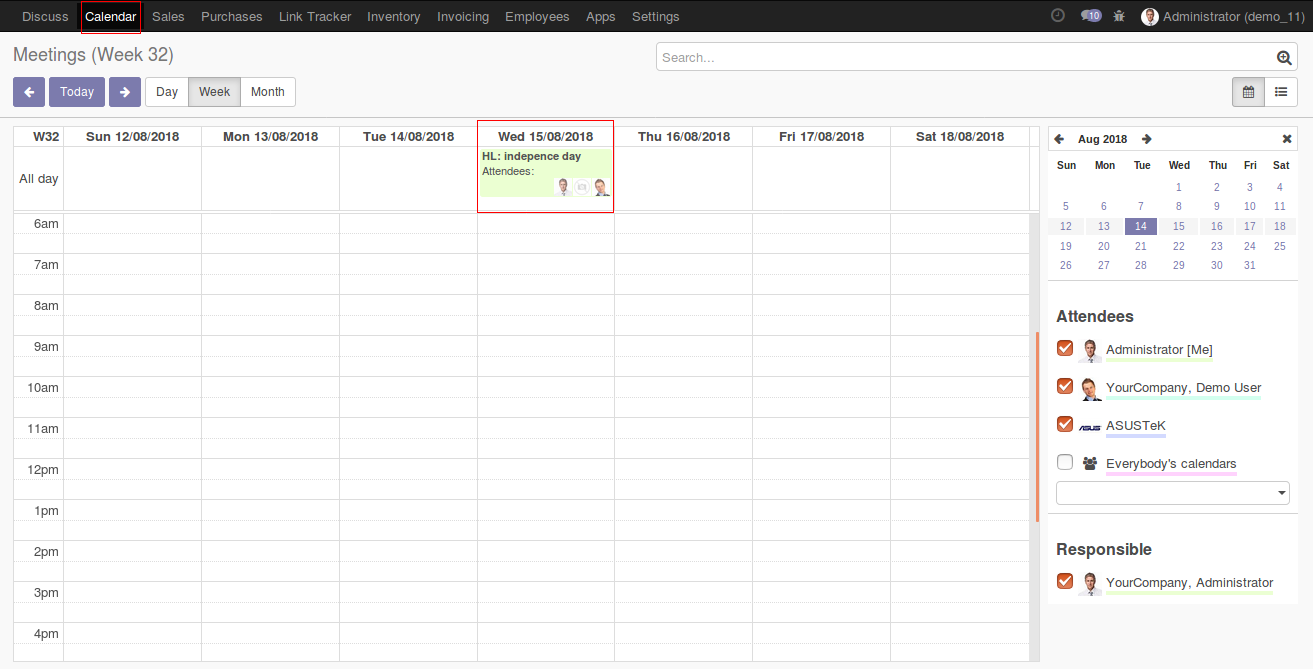 Discuss Calendar Sales Purchases Link Tracker Inventory Invoicing Employees Apps Settings 10 Administrator (demo_11)
Meetings (Week 32)
Search...
Today Day Week Month
W32 Sun 12/08/2018 Mon 13/08/2018 Tue 14/08/2018 Wed 15/08/2018 Thu 16/08/2018 Fri 17/08/2018 Sat 18/08/2018
All day
HL: indepence day
Attendees:
6am
7am
8am
9am
10am
11am
12pm
1pm
2pm
3pm
4pm
Aug 2018
Sun Mon Tue Wed Thu Fri Sat
1 2 3 4
5 6 7 8 9 10 11
12 13 14 15 16 17 18
19 20 21 22 23 24 25
26 27 28 29 30 31
Attendees
Administrator [Me]
YourCompany, Demo User
ASUS ASUSTeK
Everybody's calendars
Responsible
YourCompany, Administrator